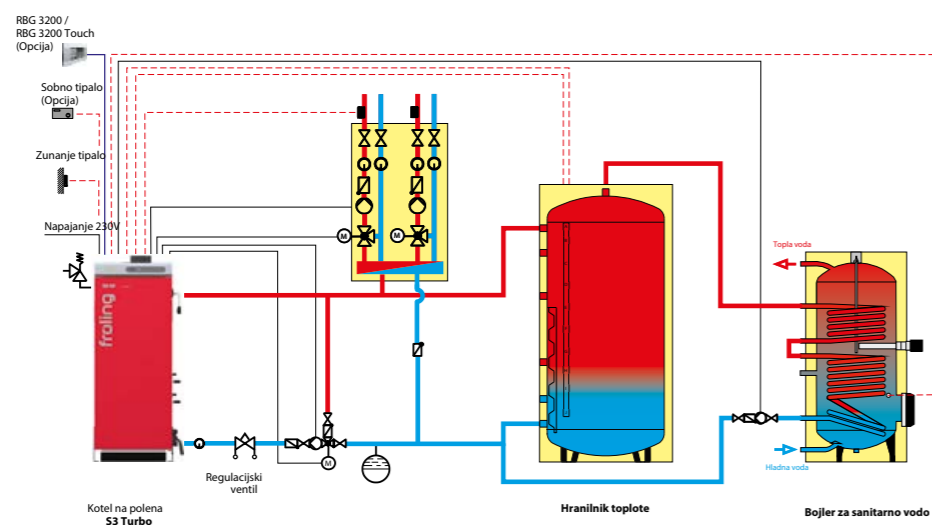 RBG 3200 /
RBG 3200 Touch
(Opcija)
Sobno tipalo
(Opcija)
Zunanje tipalo
Napajanje 230V
fröling
M
M
Topla voda
Regulacijski
ventil
M
Hladna voda
Kotel na polena
S3 Turbo
Hranilnik toplote
Bojler za sanitarno vodo